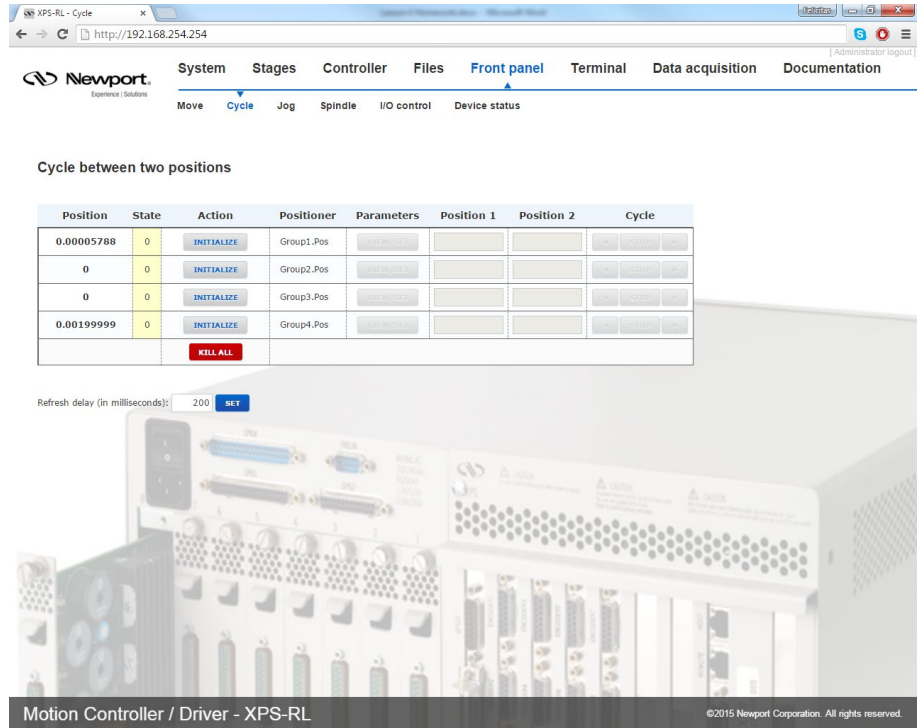 XPS-RL - Cycle
Felicitas
http://192.168.254.254
[ Administrator logout ]
Newport.
Experience | Solutions
System Stages Controller Files Front panel Terminal Data acquisition Documentation
Move Cycle Jog Spindle I/O control Device status
Cycle between two positions
Position State Action Positioner Parameters Position 1 Position 2 Cycle
0.00005788 0 INITIALIZE Group1.Pos
0 0 INITIALIZE Group2.Pos
0 0 INITIALIZE Group3.Pos
0.00199999 0 INITIALIZE Group4.Pos
KILL ALL
Refresh delay (in milliseconds): 200 SET
Motion Controller / Driver - XPS-RL
©2015 Newport Corporation. All rights reserved.